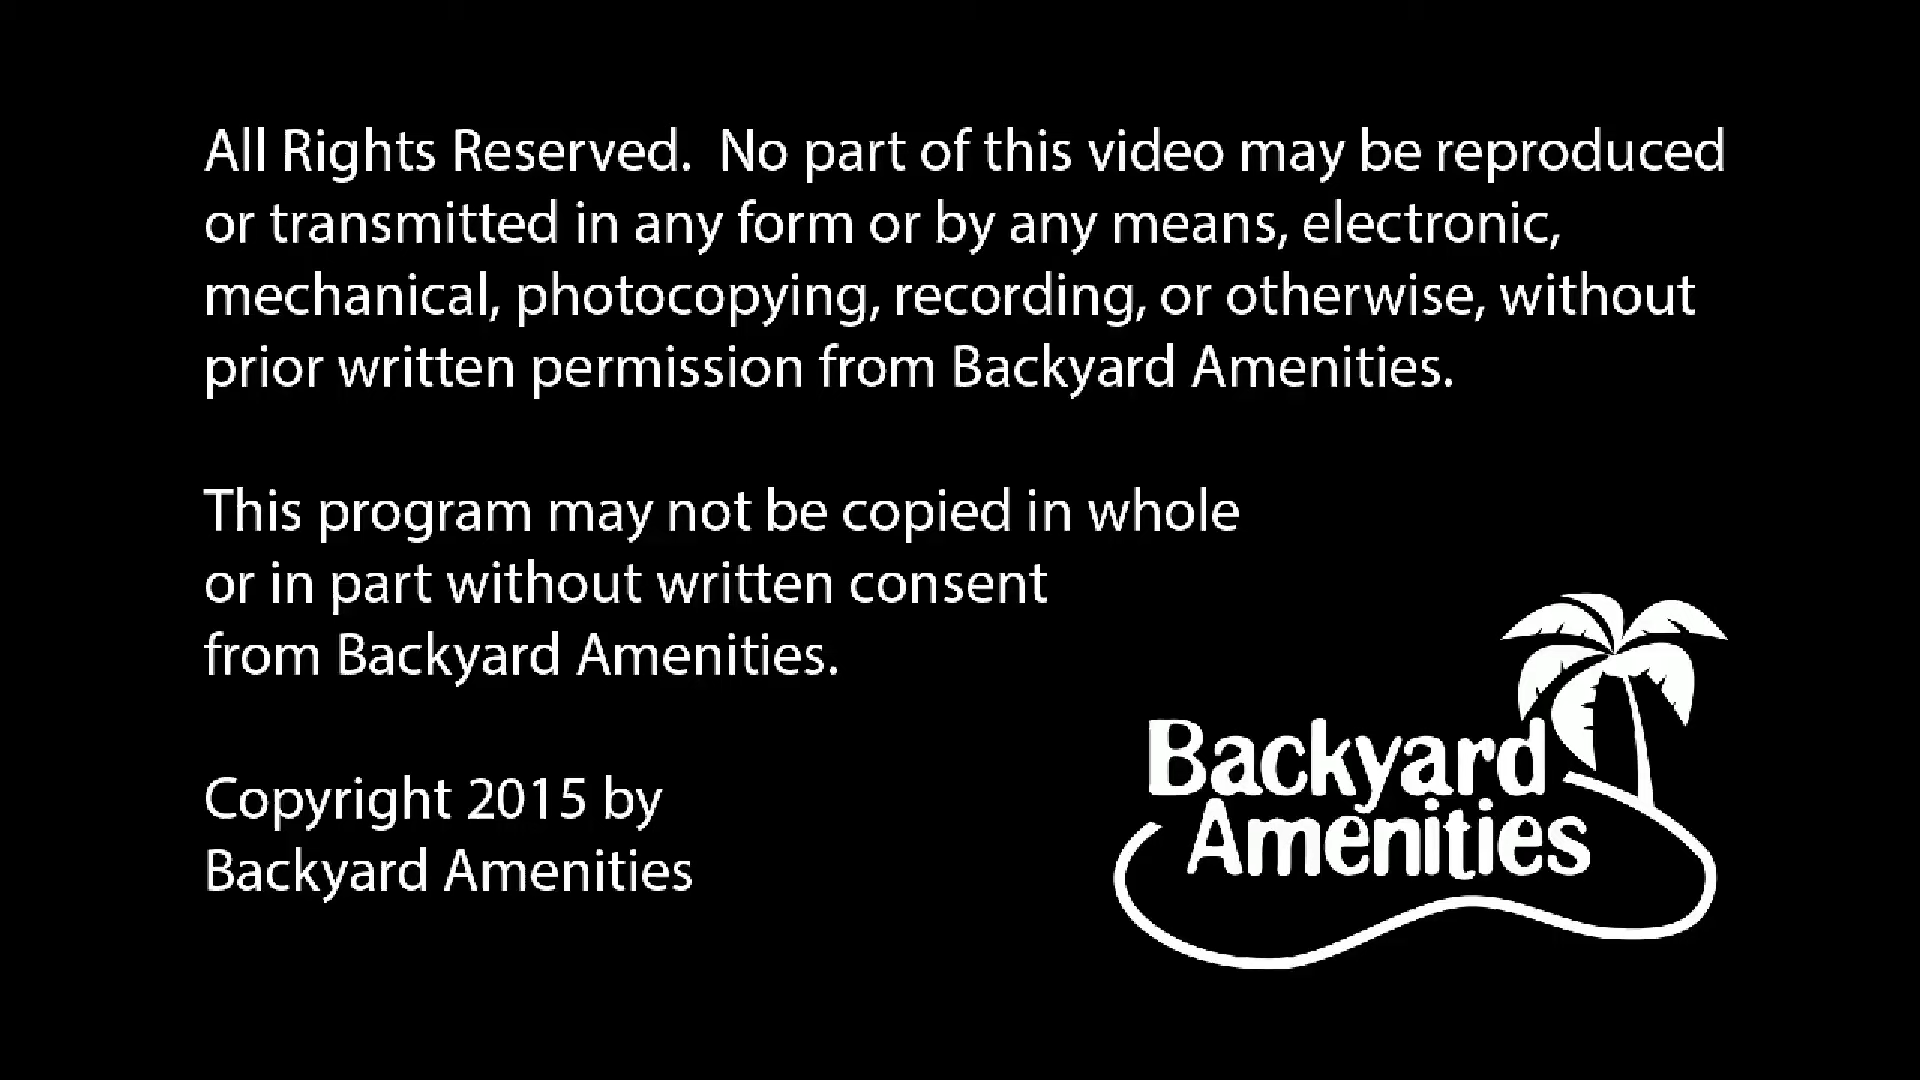 All Rights Reserved.  No part of this video may be reproduced
or transmitted in any form or by any means, electronic,
mechanical, photocopying, recording, or otherwise, without
prior written permission from Backyard Amenities.
This program may not be copied in whole
or in part without written consent
from Backyard Amenities.
Copyright 2015 by
Backyard Amenities
Backyard
Amenities